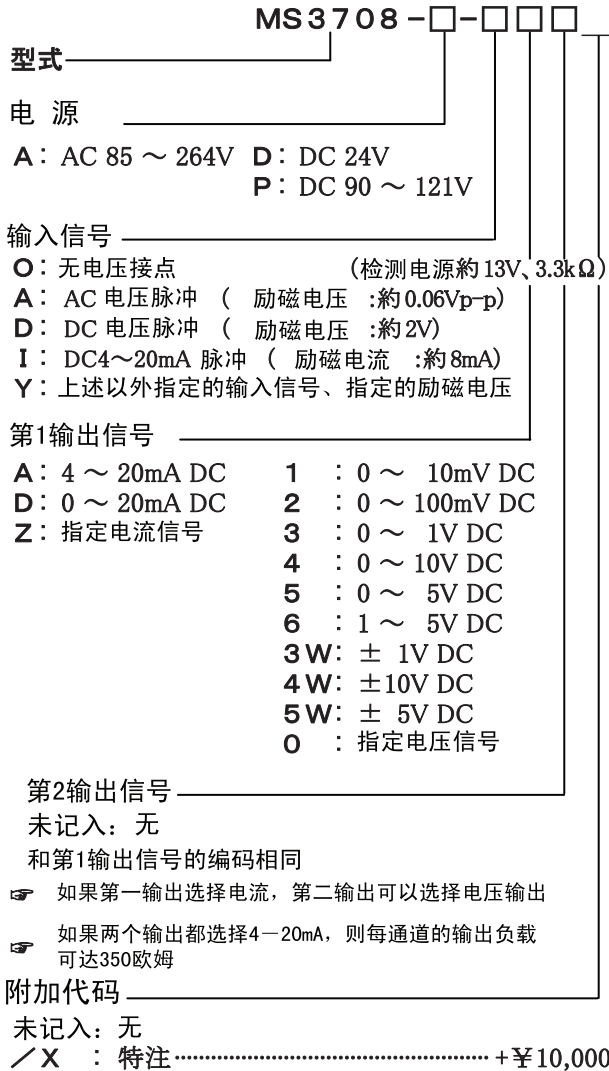 MS3708-□-□□□
型式
电 源
A: AC 85 ～ 264V D: DC 24V
P: DC 90 ～ 121V
输入信号
O: 无电压接点 (检测电源約13V、3.3kΩ)
A: AC 电压脉冲 ( 励磁电压 :約0.06Vp-p)
D: DC 电压脉冲 ( 励磁电压 :約2V)
I: DC4～20mA 脉冲 ( 励磁电流 :約8mA)
Y: 上述以外指定的输入信号、指定的励磁电压
第1输出信号
A: 4 ～ 20mA DC 1 : 0 ～ 10mV DC
D: 0 ～ 20mA DC 2 : 0 ～ 100mV DC
Z: 指定电流信号 3 : 0 ～ 1V DC
4 : 0 ～ 10V DC
5 : 0 ～ 5V DC
6 : 1 ～ 5V DC
3W: ± 1V DC
4W: ±10V DC
5W: ± 5V DC
0 : 指定电压信号
第2输出信号
未记入: 无
和第1输出信号的编码相同
☞ 如果第一输出选择电流，第二输出可以选择电压输出
☞ 如果两个输出都选择4－20mA，则每通道的输出负载
可达350欧姆
附加代码
未记入: 无
／X : 特注………………………………………+¥10,000